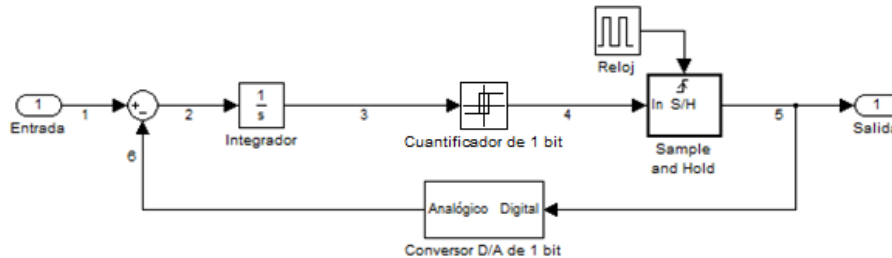 Reloj
1
Entrada
1
+
−
2
1
s
Integrador
3
Cuantificador de 1 bit
4
In S/H
Sample
and Hold
5
1
Salida
6
Analógico Digital
Conversor D/A de 1 bit